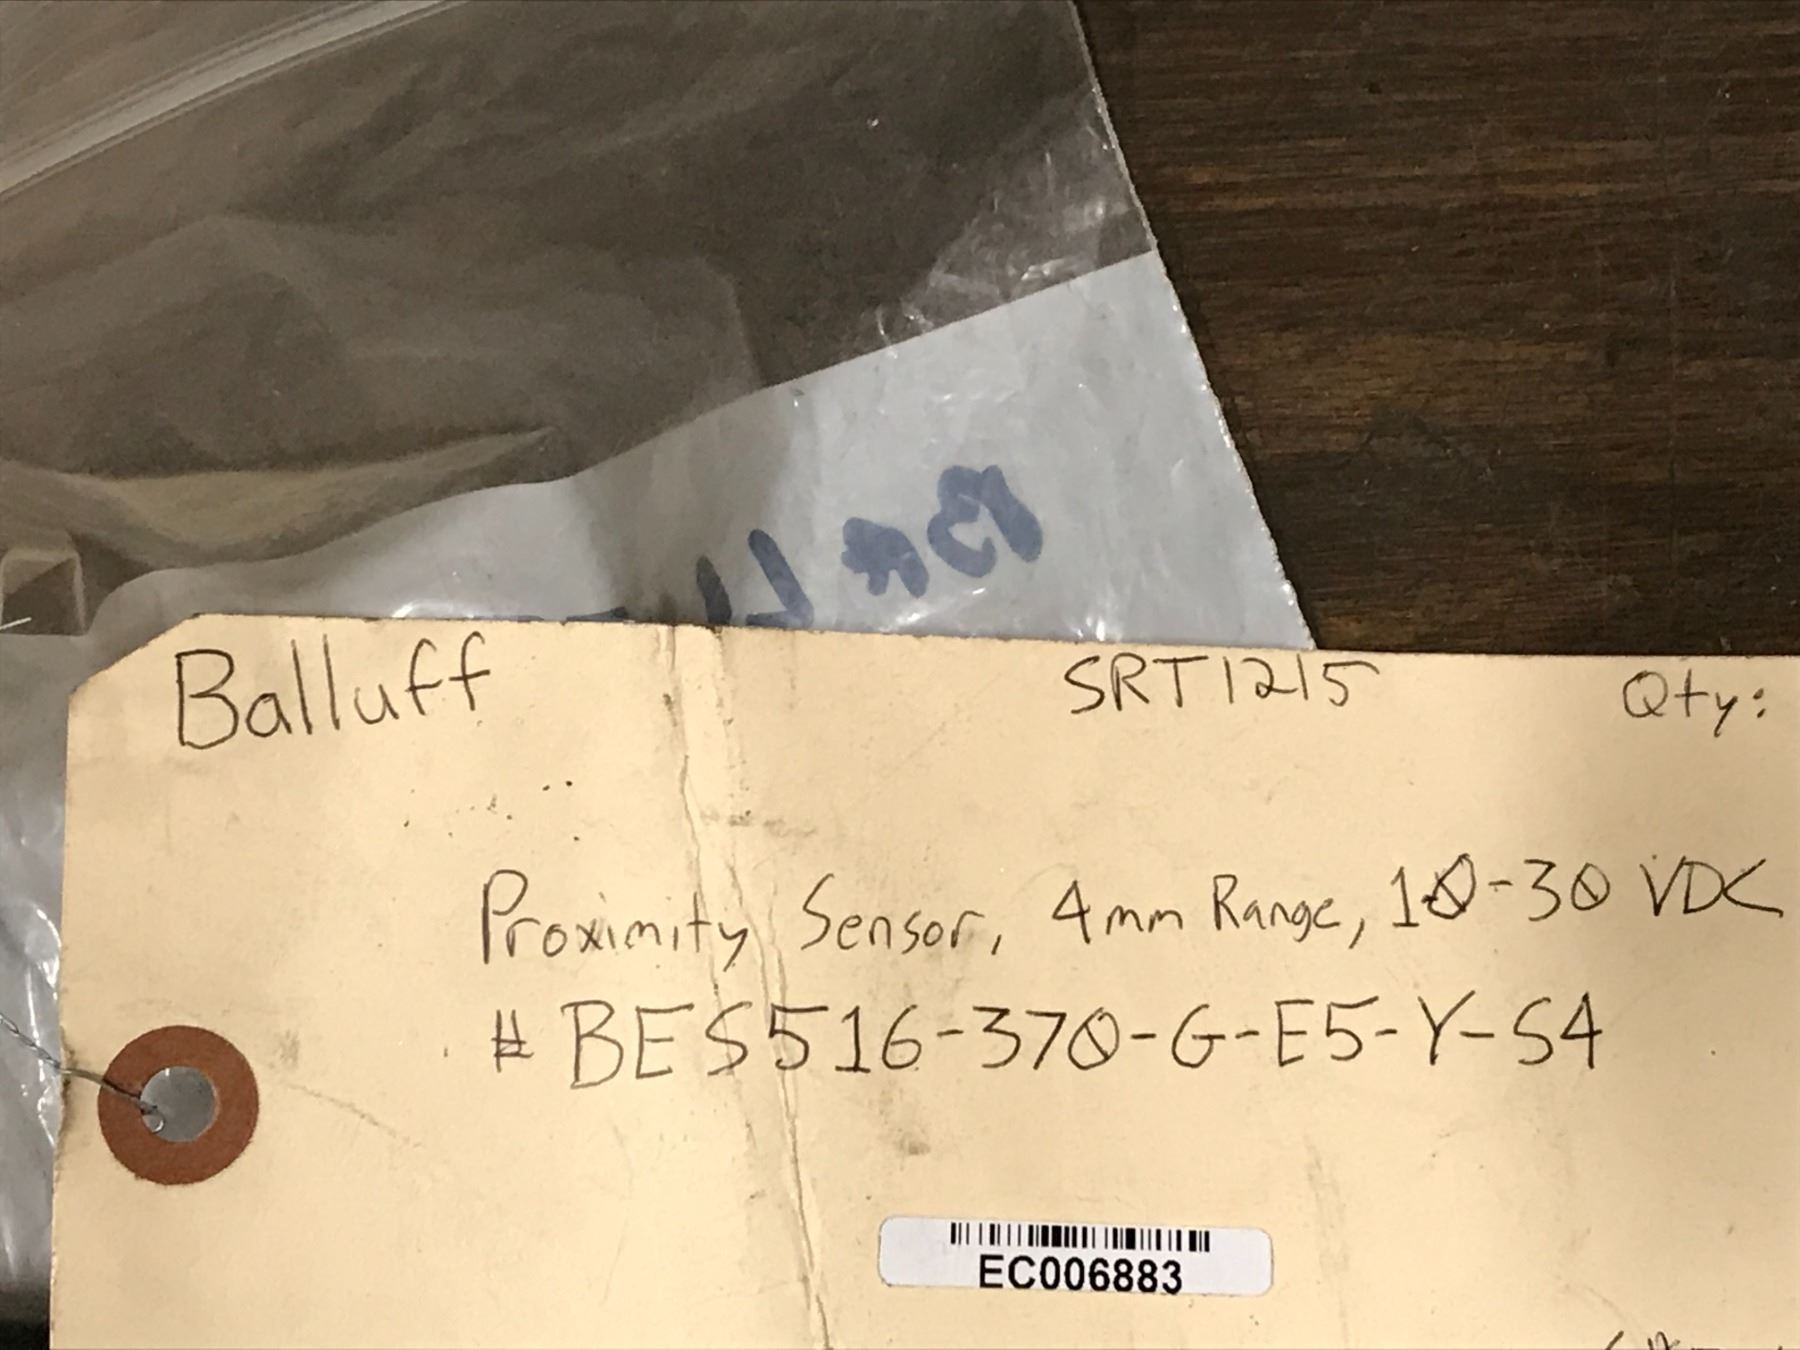 Balluff SRT1215 Qty:
Proximity Sensor, 4mm Range, 10-30 VDC
# BES516-370-G-E5-Y-S4
EC006883